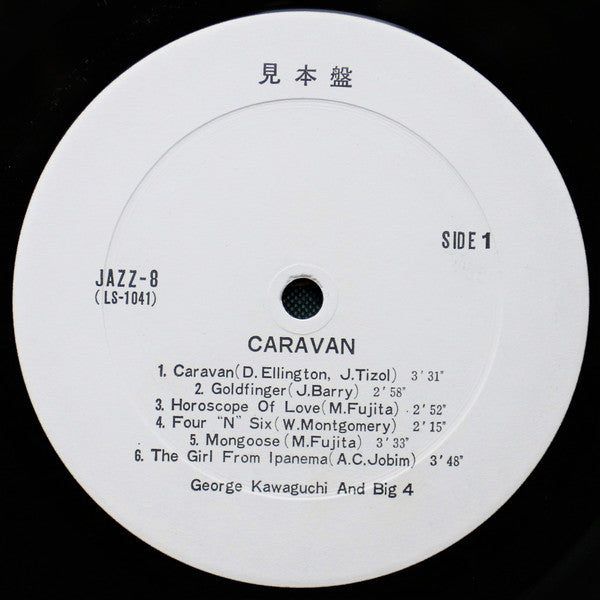 見本盤
SIDE 1
JAZZ-8
(LS-1041)
CARAVAN
1. Caravan(D. Ellington, J.Tizol) 3'31"
2. Goldfinger(J.Barry) 2'58"
3. Horoscope Of Love(M.Fujita) 2'52"
4. Four "N" Six(W.Montgomery) 2'15"
5. Mongoose(M.Fujita) 3'33"
6. The Girl From Ipanema(A.C.Jobim) 3'48"
George Kawaguchi And Big 4